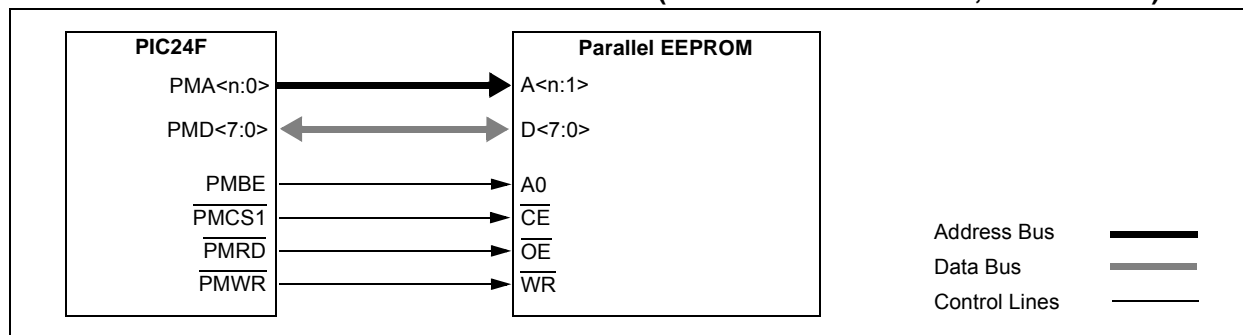 PIC24F Parallel EEPROM
PMA<n:0> A<n:1>
PMD<7:0> D<7:0>
PMBE A0
PMCS1 CE
PMRD OE
PMWR WR
Address Bus
Data Bus
Control Lines